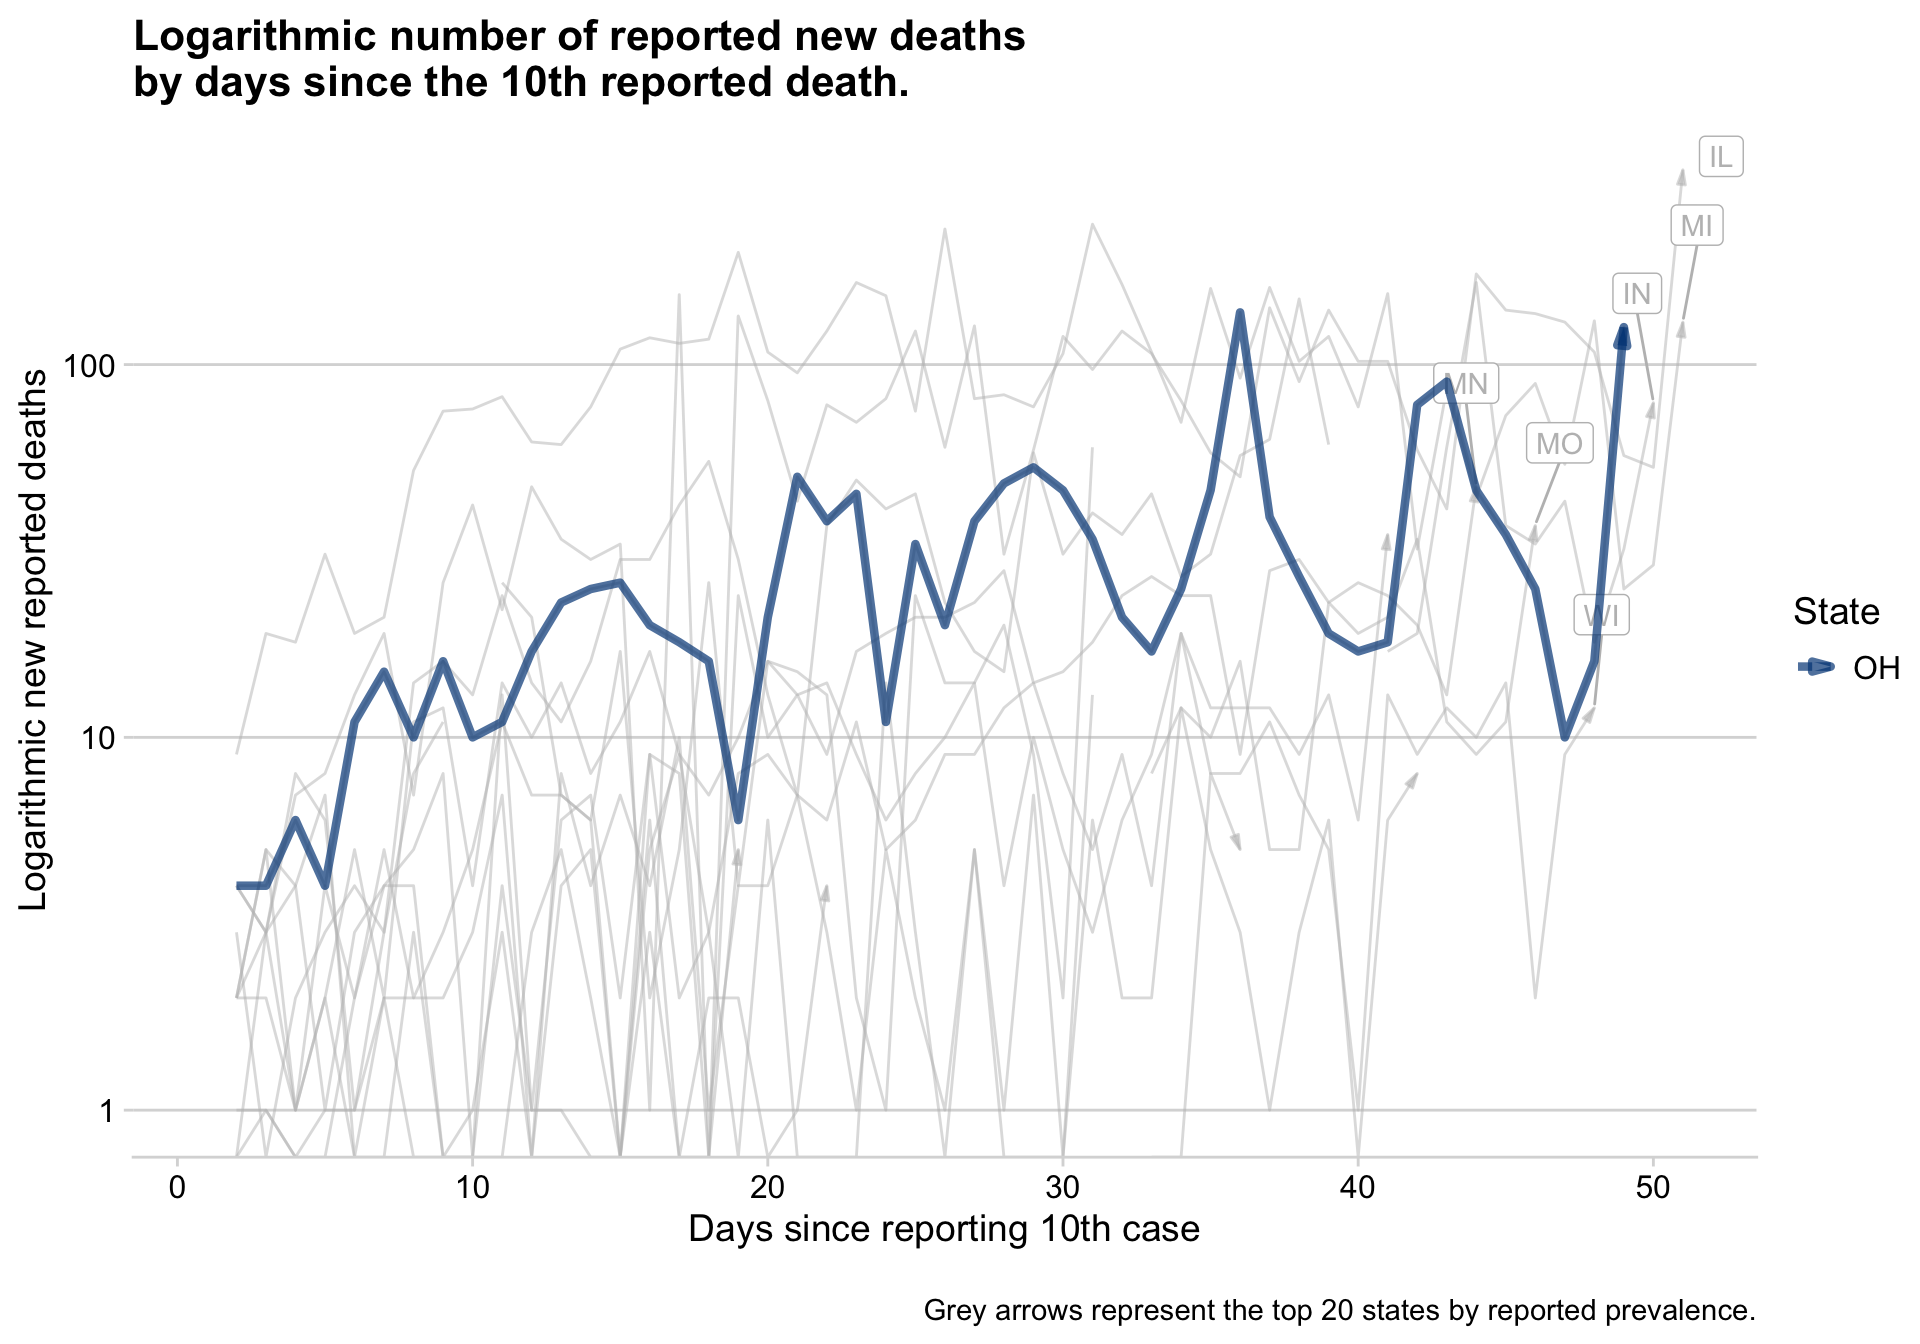 Logarithmic number of reported new deaths
by days since the 10th reported death.
Logarithmic new reported deaths
100
10
1
IL
MI
IN
MN
MO
WI
State
OH
0 10 20 30 40 50
Days since reporting 10th case
Grey arrows represent the top 20 states by reported prevalence.